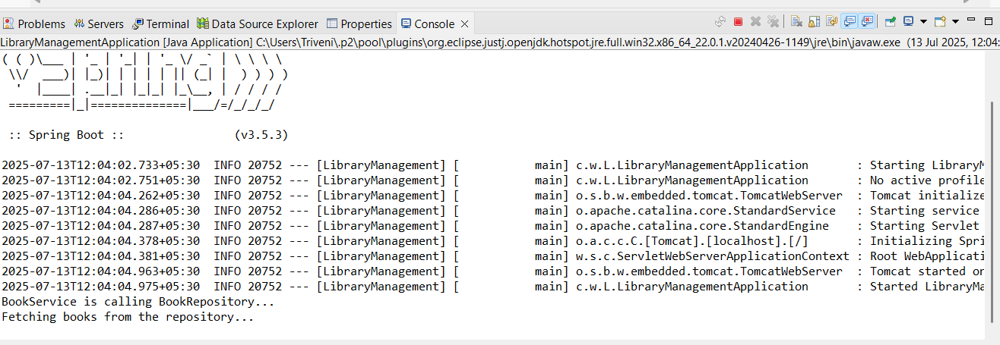 Problems Servers Terminal Data Source Explorer Properties Console
LibraryManagementApplication [Java Application] C:\Users\Triveni\.p2\pool\plugins\org.eclipse.justj.openjdk.hotspot.jre.full.win32.x86_64_22.0.1.v20240426-1149\jre\bin\javaw.exe (13 Jul 2025, 12:04:
( ( )\___ | '_ | '_| | '_ \/ _` | \ \ \ \
 \\/  ___)| |_)| | | | | || (_| |  ) ) ) )
  '  |____| .__|_| |_|_| |_\__, | / / / /
 =========|_|==============|___/=/_/_/_/
 :: Spring Boot ::                (v3.5.3)
2025-07-13T12:04:02.733+05:30  INFO 20752 --- [LibraryManagement] [           main] c.w.L.LibraryManagementApplication       : Starting LibraryM
2025-07-13T12:04:02.751+05:30  INFO 20752 --- [LibraryManagement] [           main] c.w.L.LibraryManagementApplication       : No active profile
2025-07-13T12:04:04.262+05:30  INFO 20752 --- [LibraryManagement] [           main] o.s.b.w.embedded.tomcat.TomcatWebServer  : Tomcat initialize
2025-07-13T12:04:04.286+05:30  INFO 20752 --- [LibraryManagement] [           main] o.apache.catalina.core.StandardService   : Starting service
2025-07-13T12:04:04.287+05:30  INFO 20752 --- [LibraryManagement] [           main] o.apache.catalina.core.StandardEngine    : Starting Servlet
2025-07-13T12:04:04.378+05:30  INFO 20752 --- [LibraryManagement] [           main] o.a.c.c.C.[Tomcat].[localhost].[/]       : Initializing Spri
2025-07-13T12:04:04.381+05:30  INFO 20752 --- [LibraryManagement] [           main] w.s.c.ServletWebServerApplicationContext : Root WebApplicati
2025-07-13T12:04:04.963+05:30  INFO 20752 --- [LibraryManagement] [           main] o.s.b.w.embedded.tomcat.TomcatWebServer  : Tomcat started on
2025-07-13T12:04:04.975+05:30  INFO 20752 --- [LibraryManagement] [           main] c.w.L.LibraryManagementApplication       : Started LibraryMa
BookService is calling BookRepository...
Fetching books from the repository...